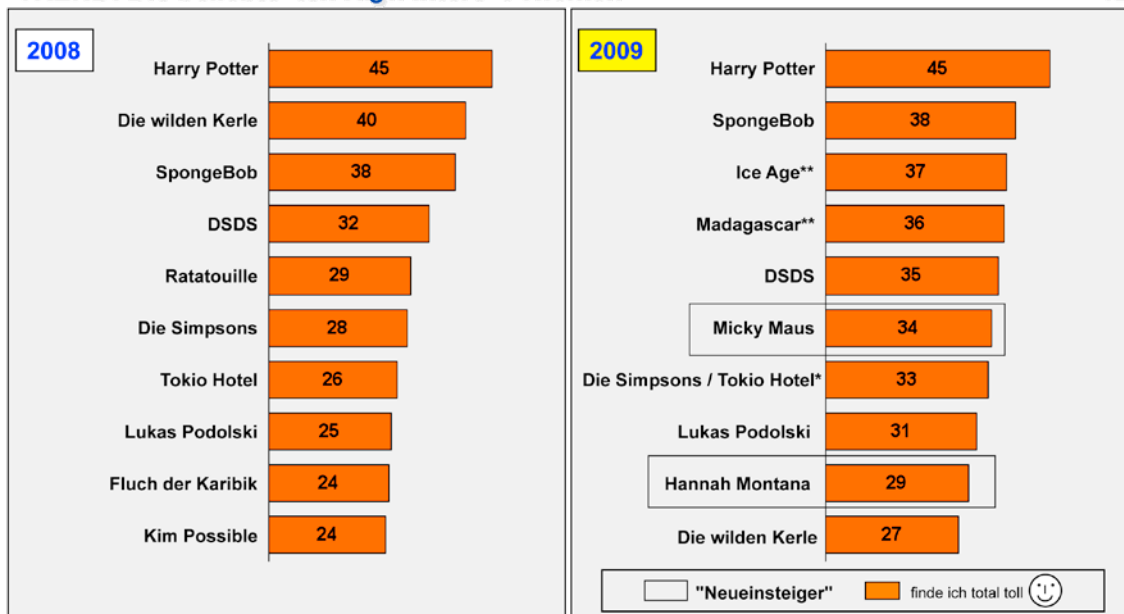 2008
Harry Potter 45
Die wilden Kerle 40
SpongeBob 38
DSDS 32
Ratatouille 29
Die Simpsons 28
Tokio Hotel 26
Lukas Podolski 25
Fluch der Karibik 24
Kim Possible 24
2009
Harry Potter 45
SpongeBob 38
Ice Age** 37
Madagascar** 36
DSDS 35
Micky Maus 34
Die Simpsons / Tokio Hotel* 33
Lukas Podolski 31
Hannah Montana 29
Die wilden Kerle 27
"Neueinsteiger" finde ich total toll